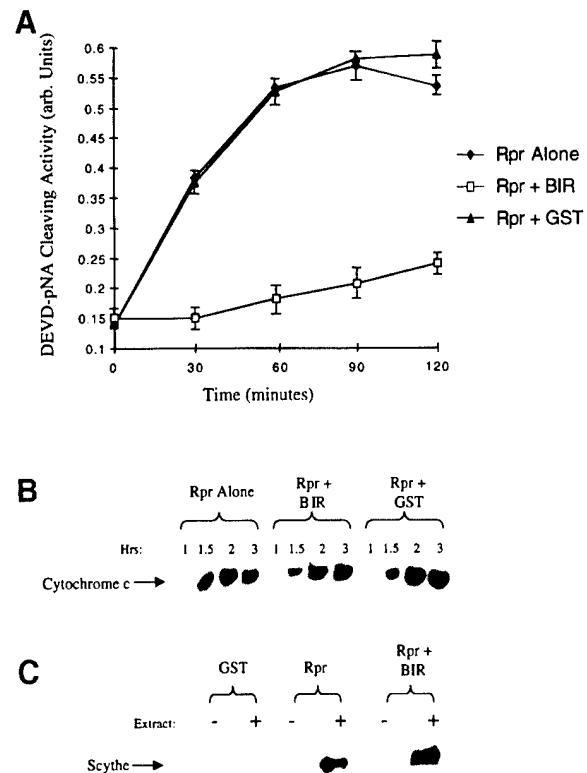 A
DEVD-pNA Cleaving Activity (arb. Units)
0.6
0.55
0.5
0.45
0.4
0.35
0.3
0.25
0.2
0.15
0.1
0 30 60 90 120
Time (minutes)
Rpr Alone
Rpr + BIR
Rpr + GST
B
Rpr Alone
Rpr +
BIR
Rpr +
GST
Hrs: 1 1.5 2 3 1 1.5 2 3 1 1.5 2 3
Cytochrome c
C
GST
Rpr
Rpr +
BIR
Extract: - + - + - +
Scythe